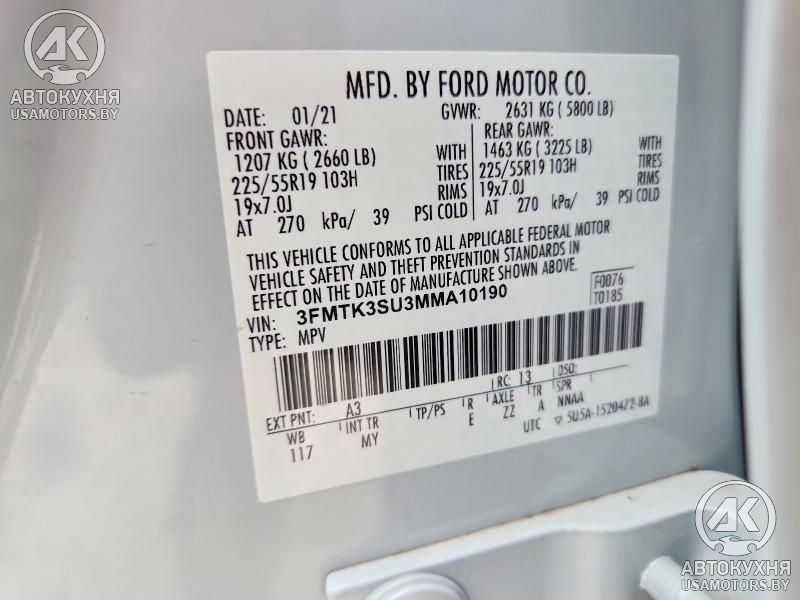 AK
АВТОКУХНЯ
USAMOTORS.BY
MFD. BY FORD MOTOR CO.
DATE: 01/21 GVWR: 2631 KG ( 5800 LB)
FRONT GAWR: REAR GAWR:
1207 KG ( 2660 LB) WITH 1463 KG ( 3225 LB) WITH
225/55R19 103H TIRES 225/55R19 103H TIRES
19x7.0J RIMS 19x7.0J RIMS
AT 270 kPa/ 39 PSI COLD AT 270 kPa/ 39 PSI COLD
THIS VEHICLE CONFORMS TO ALL APPLICABLE FEDERAL MOTOR
VEHICLE SAFETY AND THEFT PREVENTION STANDARDS IN
EFFECT ON THE DATE OF MANUFACTURE SHOWN ABOVE.
VIN: 3FMTK3SU3MMA10190 F0076
TYPE: MPV T0185
RC: 13 DSO:
EXT PNT: A3
WB INT TR TP/PS R AXLE TR SPR
117 MY E ZZ A NNAA
UTC 5U5A-1520472-BA
AK
АВТОКУХНЯ
USAMOTORS.BY